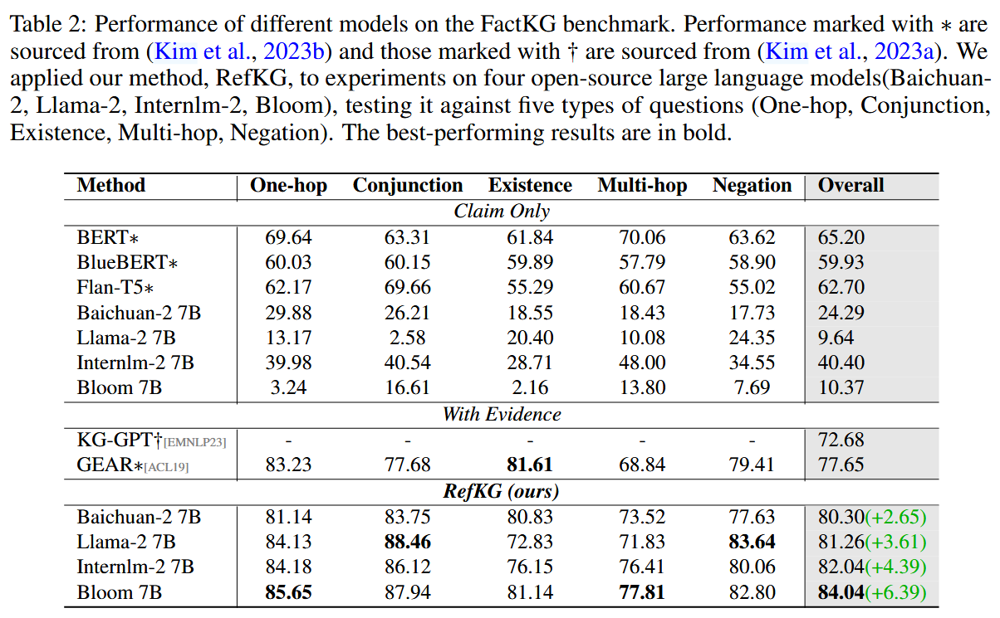 Table 2: Performance of different models on the FactKG benchmark. Performance marked with ∗ are
sourced from (Kim et al., 2023b) and those marked with † are sourced from (Kim et al., 2023a). We
applied our method, RefKG, to experiments on four open-source large language models(Baichuan-
2, Llama-2, Internlm-2, Bloom), testing it against five types of questions (One-hop, Conjunction,
Existence, Multi-hop, Negation). The best-performing results are in bold.
Method One-hop Conjunction Existence Multi-hop Negation Overall
Claim Only
BERT∗ 69.64 63.31 61.84 70.06 63.62 65.20
BlueBERT∗ 60.03 60.15 59.89 57.79 58.90 59.93
Flan-T5∗ 62.17 69.66 55.29 60.67 55.02 62.70
Baichuan-2 7B 29.88 26.21 18.55 18.43 17.73 24.29
Llama-2 7B 13.17 2.58 20.40 10.08 24.35 9.64
Internlm-2 7B 39.98 40.54 28.71 48.00 34.55 40.40
Bloom 7B 3.24 16.61 2.16 13.80 7.69 10.37
With Evidence
KG-GPT†[EMNLP23] - - - - - 72.68
GEAR∗[ACL19] 83.23 77.68 81.61 68.84 79.41 77.65
RefKG (ours)
Baichuan-2 7B 81.14 83.75 80.83 73.52 77.63 80.30(+2.65)
Llama-2 7B 84.13 88.46 72.83 71.83 83.64 81.26(+3.61)
Internlm-2 7B 84.18 86.12 76.15 76.41 80.06 82.04(+4.39)
Bloom 7B 85.65 87.94 81.14 77.81 82.80 84.04(+6.39)